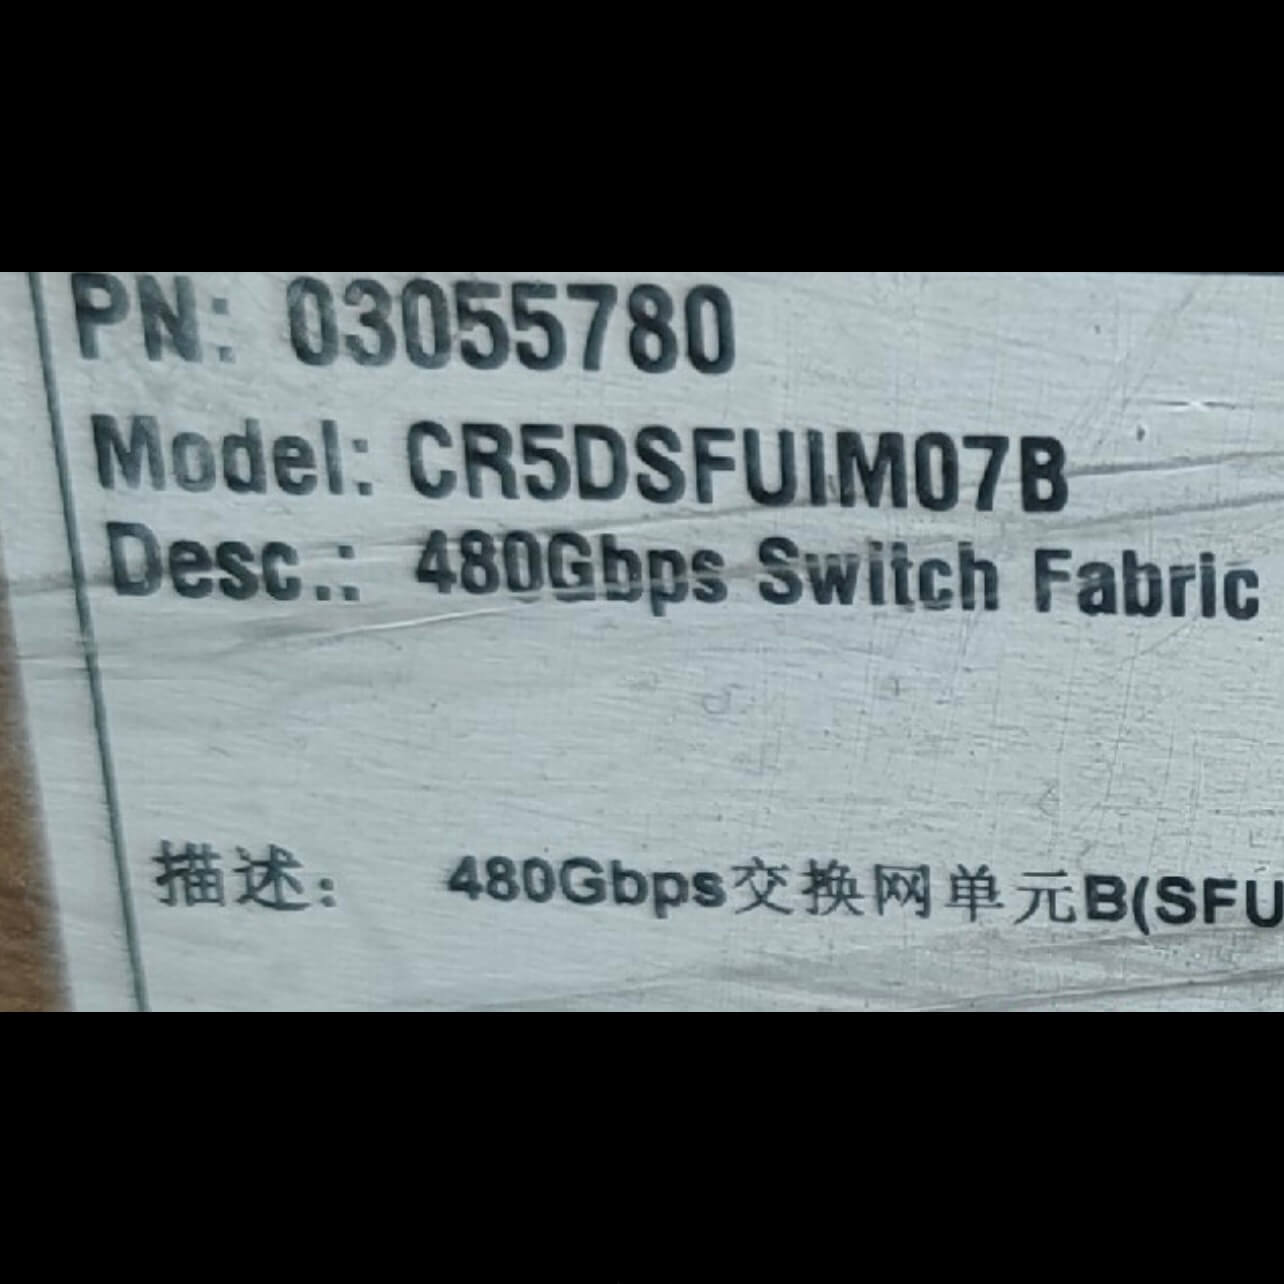 PN: 03055780
Model: CR5DSFUIM07B
Desc.: 480Gbps Switch Fabric
描述: 480Gbps交换网单元B(SFU